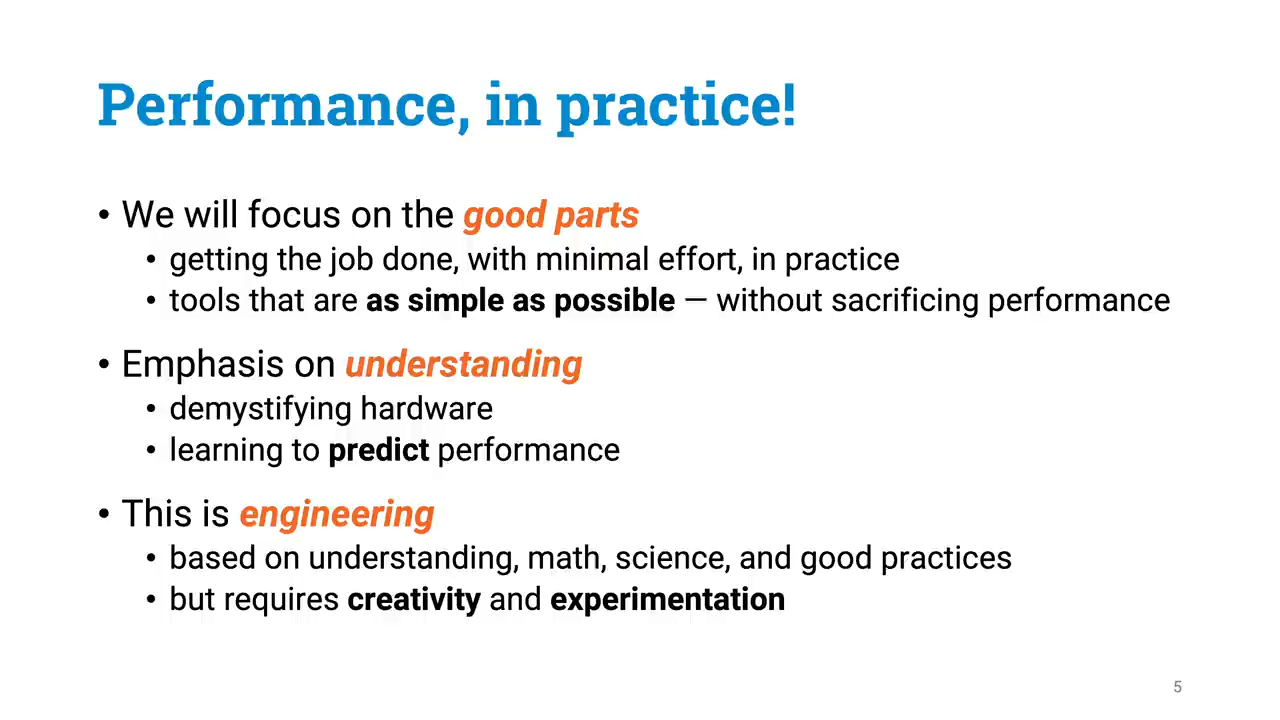 Performance, in practice!
• We will focus on the good parts
• getting the job done, with minimal effort, in practice
• tools that are as simple as possible — without sacrificing performance
• Emphasis on understanding
• demystifying hardware
• learning to predict performance
• This is engineering
• based on understanding, math, science, and good practices
• but requires creativity and experimentation
5